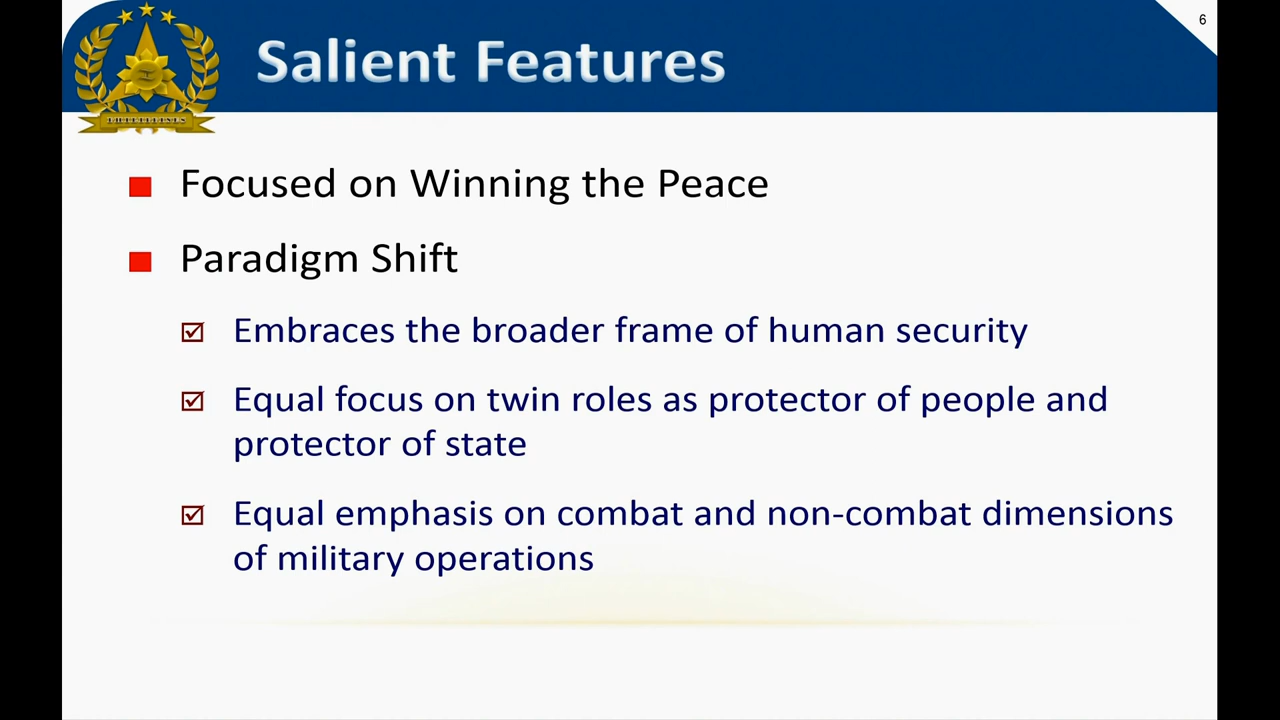 6
Salient Features
PHILIPPINES
Focused on Winning the Peace
Paradigm Shift
Embraces the broader frame of human security
Equal focus on twin roles as protector of people and
protector of state
Equal emphasis on combat and non-combat dimensions
of military operations